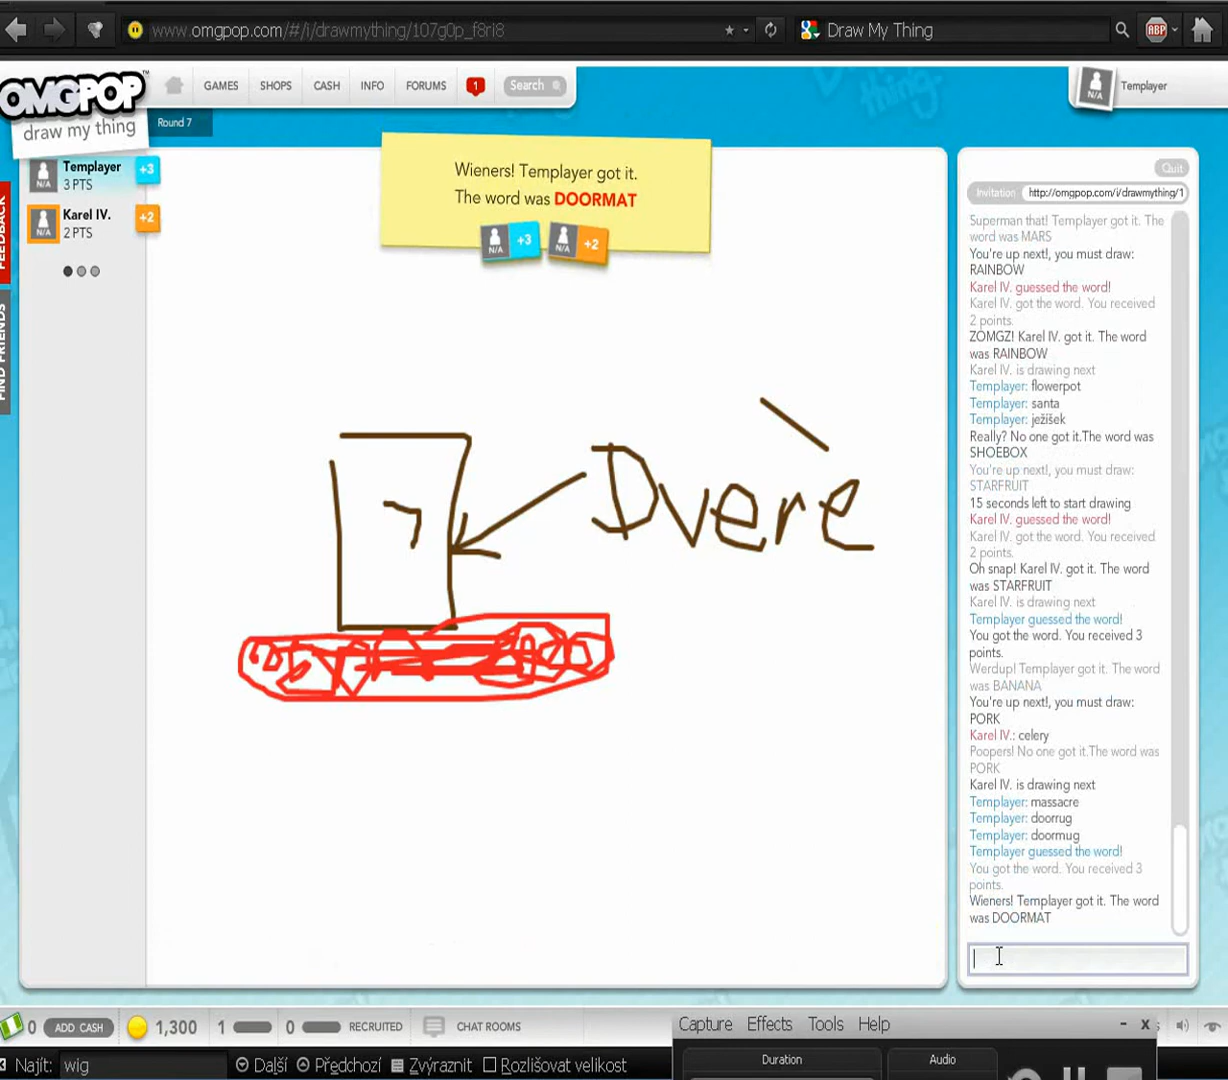 www.omgpop.com/#/i/drawmything/107g0p_f8rl8
Draw My Thing
ABP
OMGPOP
draw my thing
GAMES
SHOPS
CASH
INFO
FORUMS
1
Search
Templayer
Round 7
FEEDBACK
FIND FRIENDS
N/A
Templayer
3 PTS
+3
N/A
Karel IV.
2 PTS
+2
Wieners! Templayer got it.
The word was DOORMAT
N/A +3
N/A +2
Dveře
Quit
Invitation http://omgpop.com/i/drawmything/1
Superman that! Templayer got it. The
word was MARS
You're up next!, you must draw:
RAINBOW
Karel IV. guessed the word!
Karel IV. got the word. You received
2 points.
ZOMGZ! Karel IV. got it. The word
was RAINBOW
Karel IV. is drawing next
Templayer: flowerpot
Templayer: santa
Templayer: ježíšek
Really? No one got it.The word was
SHOEBOX
You're up next!, you must draw:
STARFRUIT
15 seconds left to start drawing
Karel IV. guessed the word!
Karel IV. got the word. You received
2 points.
Oh snap! Karel IV. got it. The word
was STARFRUIT
Karel IV. is drawing next
Templayer guessed the word!
You got the word. You received 3
points.
Werdup! Templayer got it. The word
was BANANA
You're up next!, you must draw:
PORK
Karel IV.: celery
Poopers! No one got it.The word was
PORK
Karel IV. is drawing next
Templayer: massacre
Templayer: doorrug
Templayer: doormug
Templayer guessed the word!
You got the word. You received 3
points.
Wieners! Templayer got it. The word
was DOORMAT
0 ADD CASH 1,300 1 0 RECRUITED CHAT ROOMS
Capture Effects Tools Help
Duration
Audio
Najít: wig Další Předchozí Zvýraznit Rozlišovat velikost